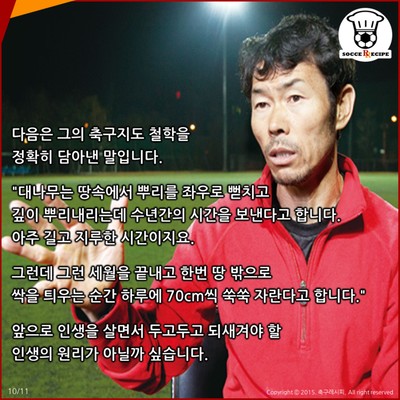 SOCCE RECIPE
다음은 그의 축구지도 철학을
정확히 담아낸 말입니다.
"대나무는 땅속에서 뿌리를 좌우로 뻗치고
깊이 뿌리내리는데 수년간의 시간을 보낸다고 합니다.
아주 길고 지루한 시간이지요.
그런데 그런 세월을 끝내고 한번 땅 밖으로
싹을 틔우는 순간 하루에 70cm씩 쑥쑥 자란다고 합니다."
앞으로 인생을 살면서 두고두고 되새겨야 할
인생의 원리가 아닐까 싶습니다.
10/11
Copyright © 2015. 축구레시피. All right reserved.